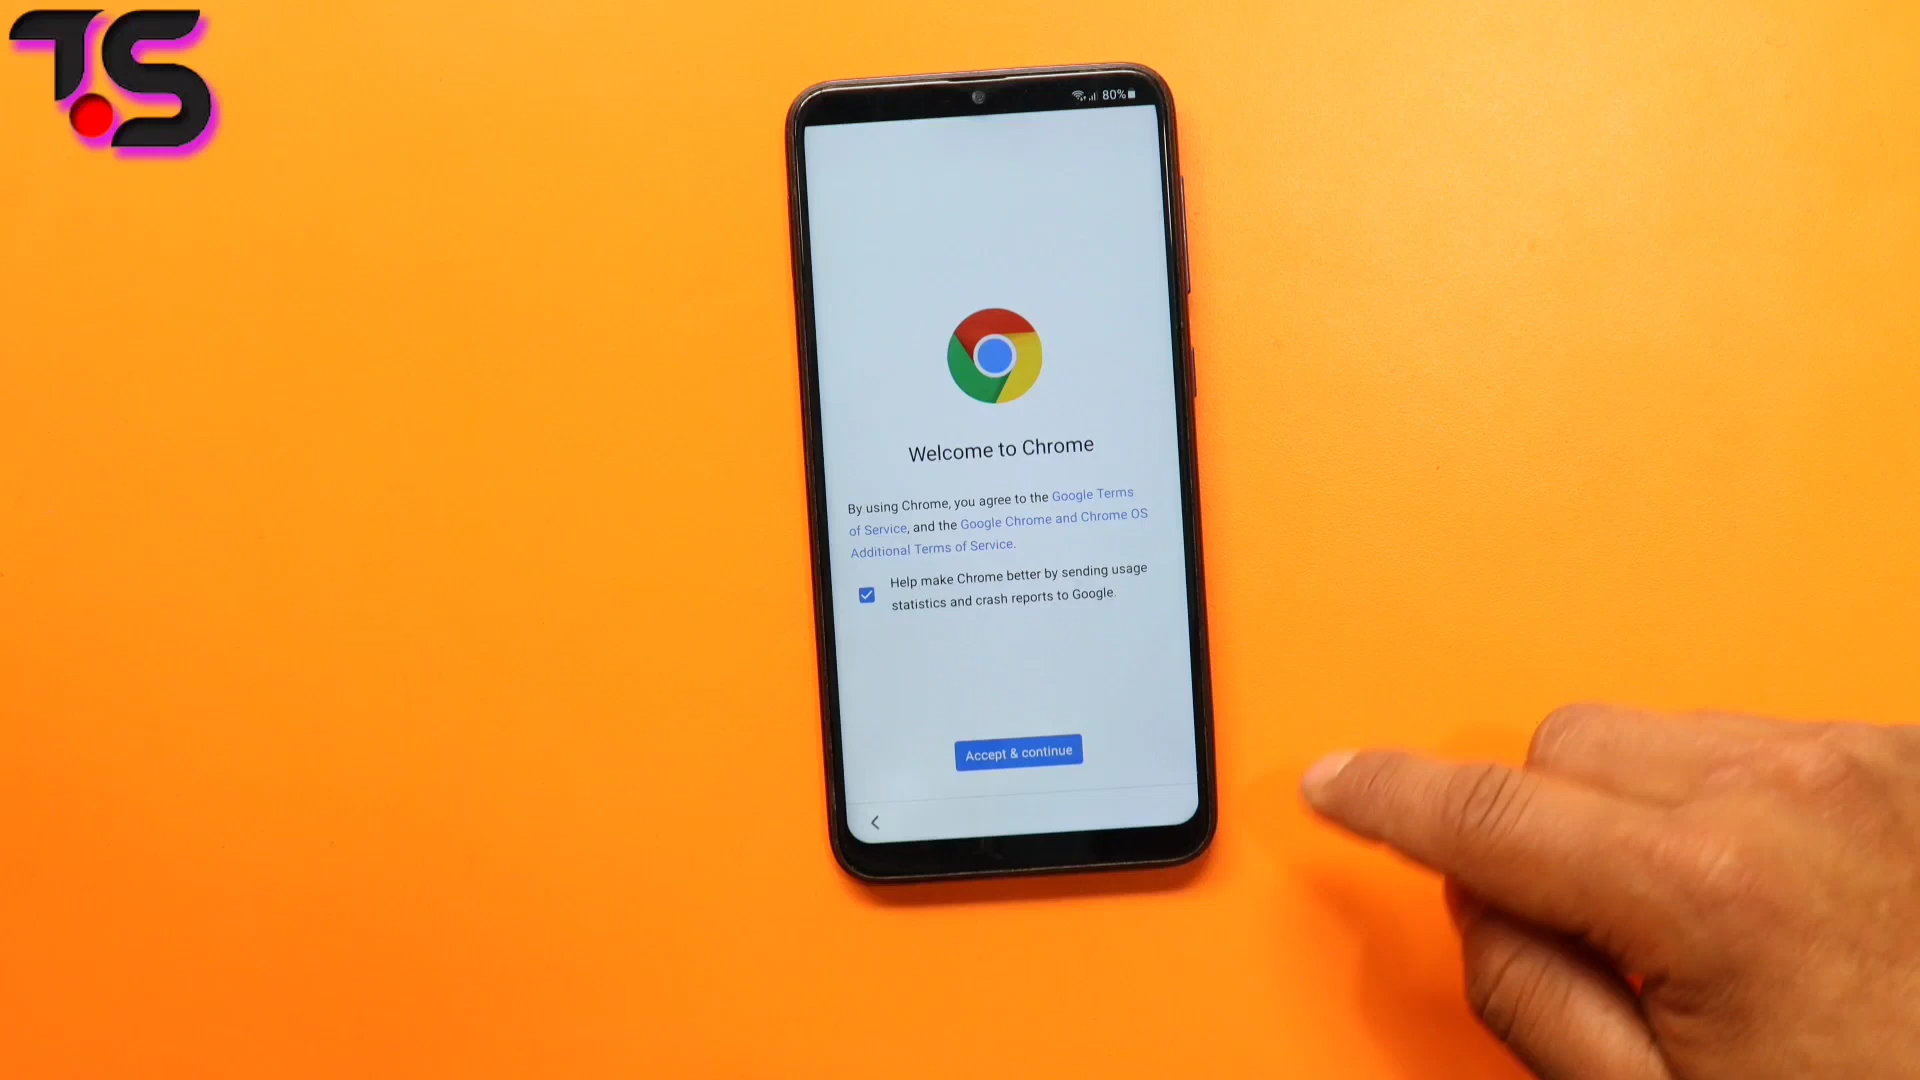 TS
80%
Welcome to Chrome
By using Chrome, you agree to the Google Terms
of Service, and the Google Chrome and Chrome OS
Additional Terms of Service.
Help make Chrome better by sending usage
statistics and crash reports to Google.
Accept & continue